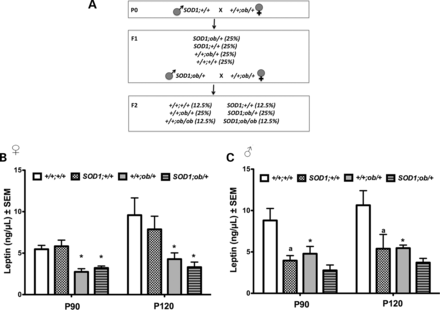 A
P0 SOD1;+/+ X +/+;ob/+
F1
SOD1;ob/+ (25%)
SOD1;+/+ (25%)
+/+;ob/+ (25%)
+/+;+/+ (25%)
SOD1;ob/+ X +/+;ob/+
F2
+/+;+/+ (12.5%) SOD1;+/+ (12.5%)
+/+;ob/+ (25%) SOD1;ob/+ (25%)
+/+;ob/ob (12.5%) SOD1;ob/ob (12.5%)
B ♀
+/+;+/+ SOD1;+/+ +/+;ob/+ SOD1;ob/+
Leptin (ng/µL) ± SEM
15
10
5
0
* * * *
P90 P120
C ♂
+/+;+/+ SOD1;+/+ +/+;ob/+ SOD1;ob/+
Leptin (ng/µL) ± SEM
15
10
5
0
a * a *
P90 P120